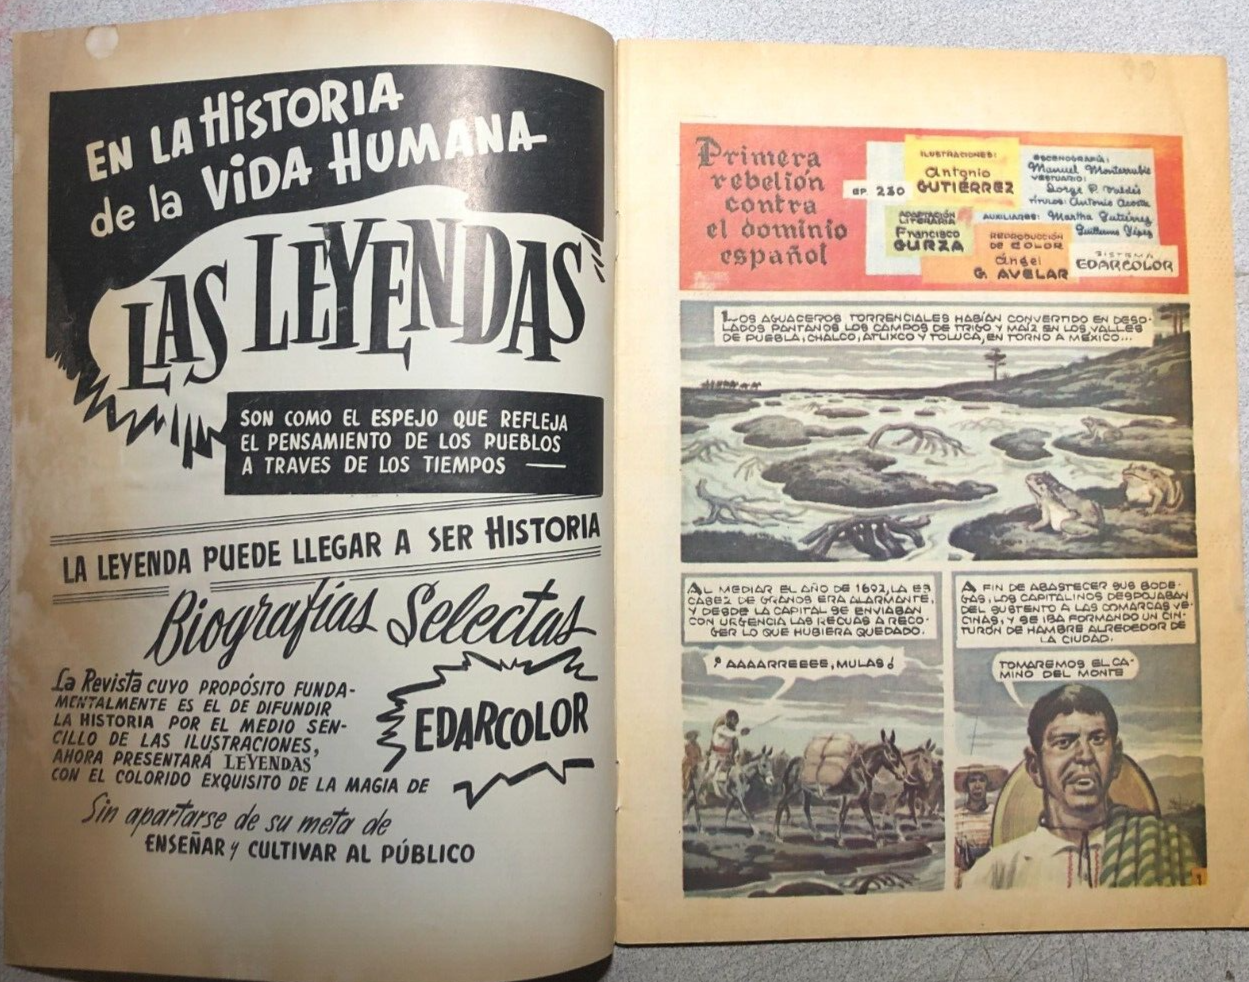 EN LA HISTORIA
de la VIDA HUMANA
LAS LEYENDAS
SON COMO EL ESPEJO QUE REFLEJA
EL PENSAMIENTO DE LOS PUEBLOS
A TRAVES DE LOS TIEMPOS —
LA LEYENDA PUEDE LLEGAR A SER HISTORIA
Biografías Selectas
La Revista CUYO PROPÓSITO FUNDA-
MENTALMENTE ES EL DE DIFUNDIR
LA HISTORIA POR EL MEDIO SEN-
CILLO DE LAS ILUSTRACIONES,
AHORA PRESENTARÁ LEYENDAS
CON EL COLORIDO EXQUISITO DE LA MAGIA DE
EDARCOLOR
Sin apartarse de su meta de
ENSEÑAR y CULTIVAR AL PÚBLICO
Primera
rebelión
contra
el dominio
español
EP. 230
ILUSTRACIONES:
Antonio
GUTIÉRREZ
ADAPTACIÓN
LITERARIA
Francisco
GURZA
ESCENOGRAFÍA:
Manuel Monterrubio
VESTUARIO:
Jorge P. Valdés
Antonio Acosta
AUXILIARES: Martha Gutiérrez
Guillermo
REPRODUCCIÓN
DE COLOR
Ángel
G. AVELAR
SISTEMA
EDARCOLOR
LOS AGUACEROS TORRENCIALES HABÍAN CONVERTIDO EN DESO-
LADOS PANTANOS LOS CAMPOS DE TRIGO Y MAÍZ EN LOS VALLES
DE PUEBLA, CHALCO, ATLIXCO Y TOLUCA, EN TORNO A MÉXICO...
AL MEDIAR EL AÑO DE 1692, LA ES
CASEZ DE GRANOS ERA ALARMANTE,
Y DESDE LA CAPITAL SE ENVIABAN
CON URGENCIA LAS RECUAS A RECO-
GER LO QUE HUBIERA QUEDADO.
¡AAAARREEEE, MULAS!
A FIN DE ABASTECER SUS BODE-
GAS, LOS CAPITALINOS DESPOJABAN
DEL SUSTENTO A LAS COMARCAS VE-
CINAS, Y SE IBA FORMANDO UN CIN-
TURÓN DE HAMBRE ALREDEDOR DE
LA CIUDAD.
TOMAREMOS EL CA-
MINO DEL MONTE
1